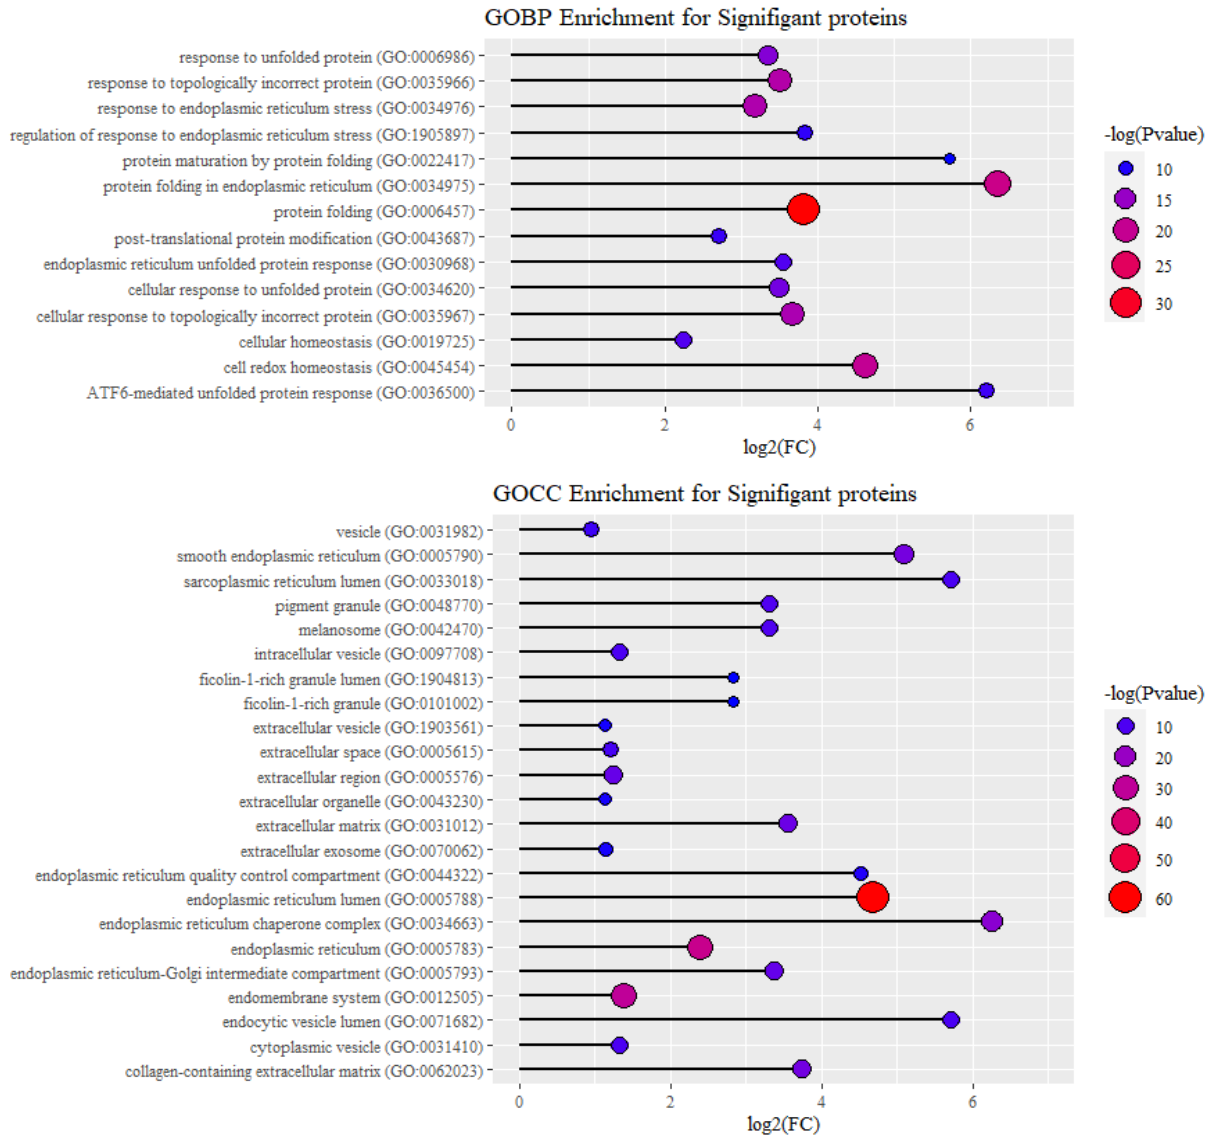 GOBP Enrichment for Signifigant proteins
response to unfolded protein (GO:0006986)
response to topologically incorrect protein (GO:0035966)
response to endoplasmic reticulum stress (GO:0034976)
regulation of response to endoplasmic reticulum stress (GO:1905897)
protein maturation by protein folding (GO:0022417)
protein folding in endoplasmic reticulum (GO:0034975)
protein folding (GO:0006457)
post-translational protein modification (GO:0043687)
endoplasmic reticulum unfolded protein response (GO:0030968)
cellular response to unfolded protein (GO:0034620)
cellular response to topologically incorrect protein (GO:0035967)
cellular homeostasis (GO:0019725)
cell redox homeostasis (GO:0045454)
ATF6-mediated unfolded protein response (GO:0036500)
0 2 4 6
log2(FC)
-log(Pvalue)
10
15
20
25
30
GOCC Enrichment for Signifigant proteins
vesicle (GO:0031982)
smooth endoplasmic reticulum (GO:0005790)
sarcoplasmic reticulum lumen (GO:0033018)
pigment granule (GO:0048770)
melanosome (GO:0042470)
intracellular vesicle (GO:0097708)
ficolin-1-rich granule lumen (GO:1904813)
ficolin-1-rich granule (GO:0101002)
extracellular vesicle (GO:1903561)
extracellular space (GO:0005615)
extracellular region (GO:0005576)
extracellular organelle (GO:0043230)
extracellular matrix (GO:0031012)
extracellular exosome (GO:0070062)
endoplasmic reticulum quality control compartment (GO:0044322)
endoplasmic reticulum lumen (GO:0005788)
endoplasmic reticulum chaperone complex (GO:0034663)
endoplasmic reticulum (GO:0005783)
endoplasmic reticulum-Golgi intermediate compartment (GO:0005793)
endomembrane system (GO:0012505)
endocytic vesicle lumen (GO:0071682)
cytoplasmic vesicle (GO:0031410)
collagen-containing extracellular matrix (GO:0062023)
0 2 4 6
log2(FC)
-log(Pvalue)
10
20
30
40
50
60